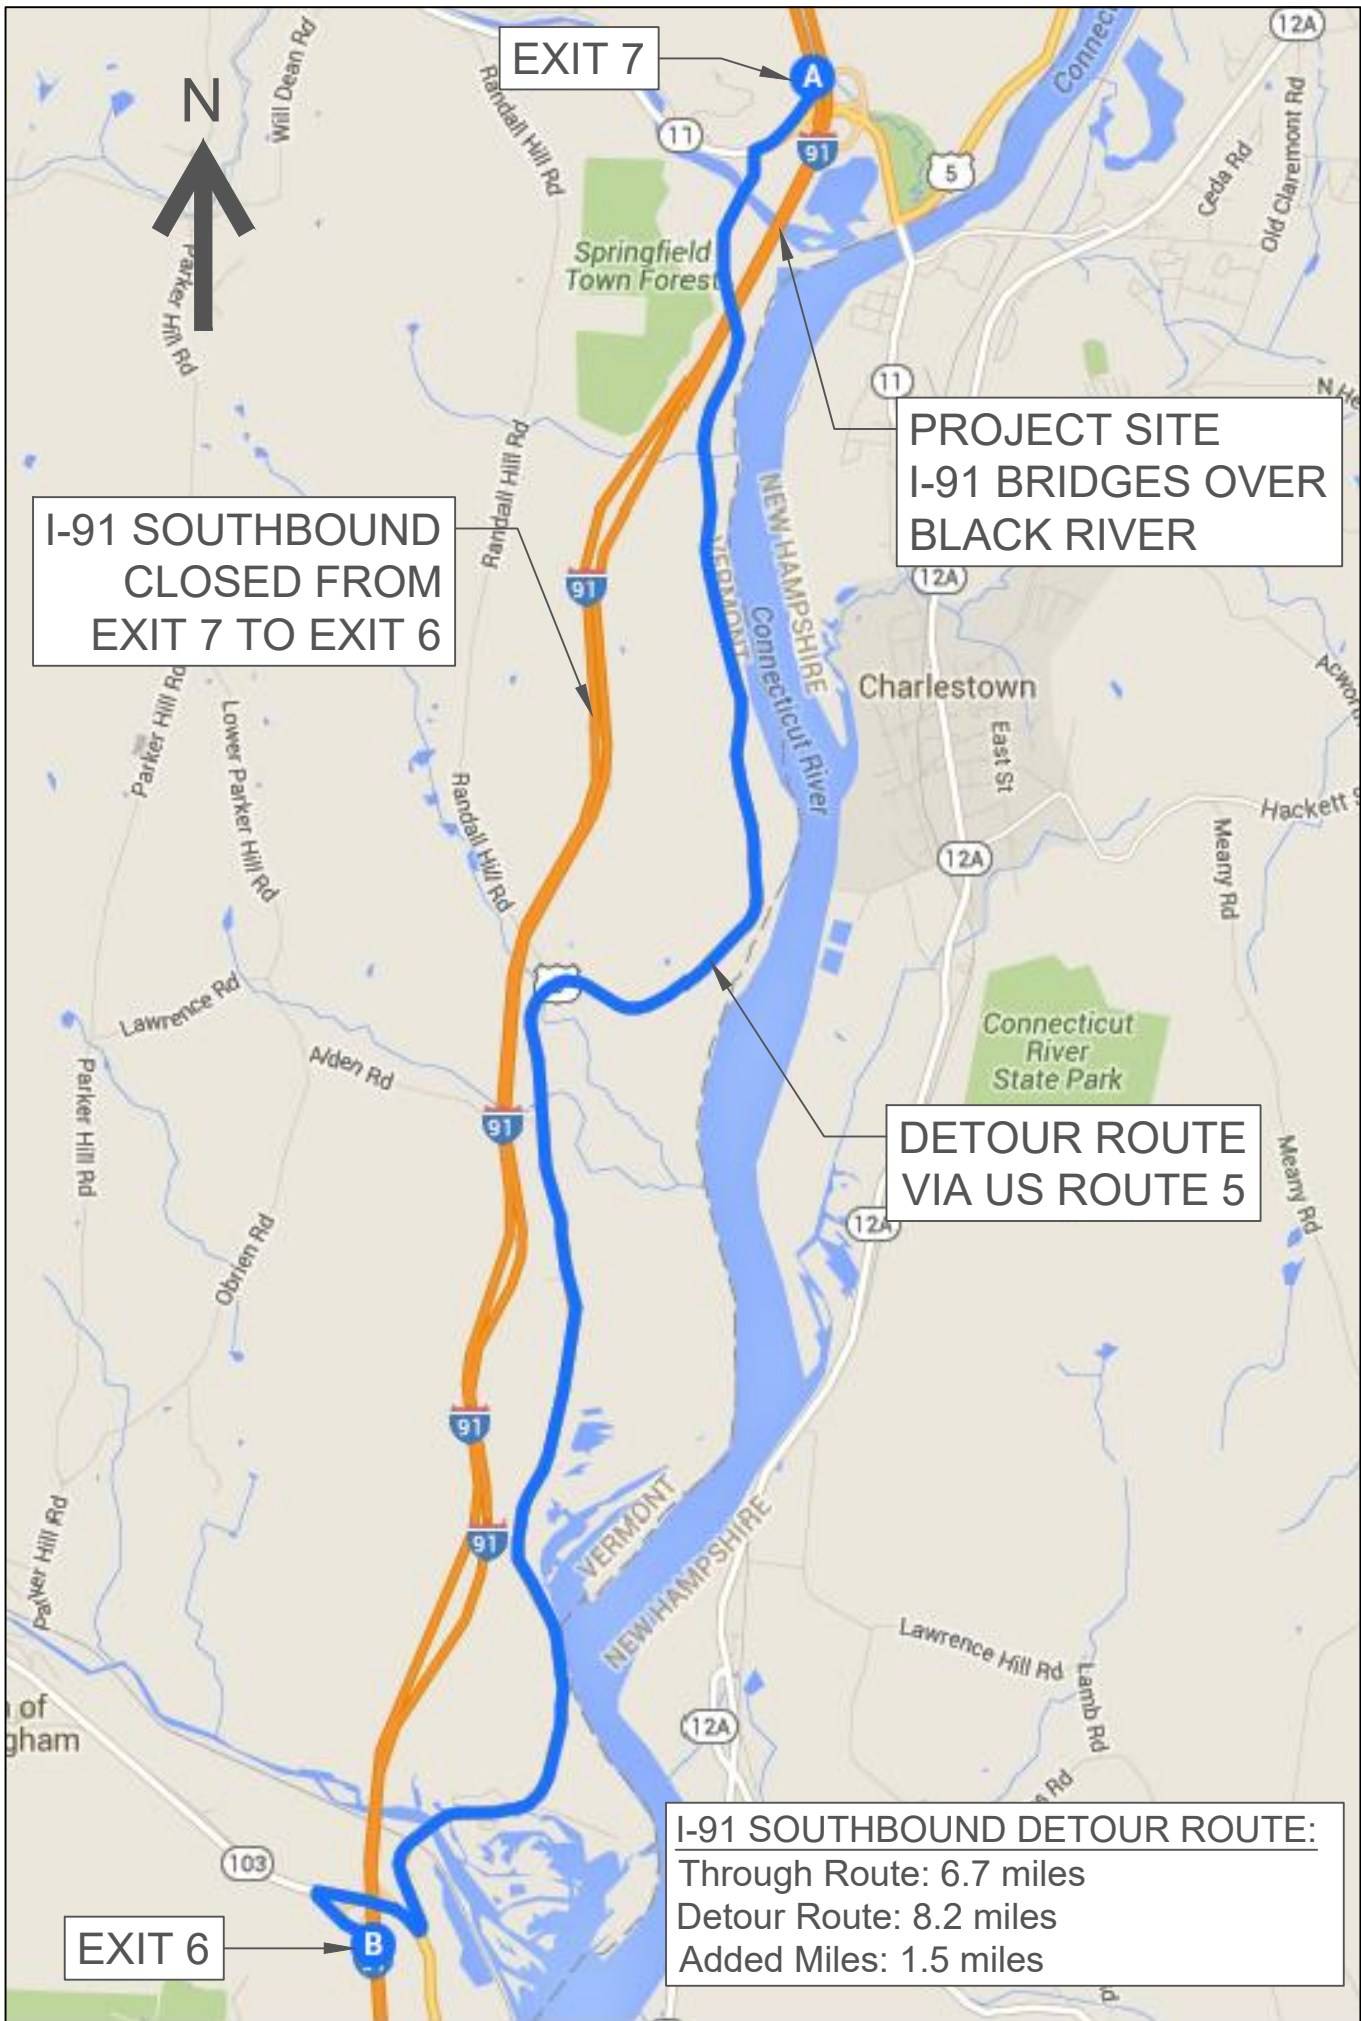 EXIT 7
A
12A
Connec
N
Will Dean Rd
Randall Hill Rd
11
91
5
Ceda Rd
Old Claremont Rd
Springfield
Town Forest
Parker Hill Rd
11
N He
PROJECT SITE
I-91 BRIDGES OVER
BLACK RIVER
Randall Hill Rd
I-91 SOUTHBOUND
CLOSED FROM
EXIT 7 TO EXIT 6
91
NEW HAMPSHIRE
VERMONT
Connecticut River
12A
Charlestown
Acwort
East St
Parker Hill Rd
Lower Parker Hill Rd
Randall Hill Rd
Hackett S
Meany Rd
12A
Lawrence Rd
Alden Rd
Parker Hill Rd
91
Connecticut
River
State Park
DETOUR ROUTE
VIA US ROUTE 5
Meany Rd
12A
Obrien Rd
91
91
VERMONT
NEW HAMPSHIRE
Parker Hill Rd
Lawrence Hill Rd
Lamb Rd
12A
of
gham
Rd
I-91 SOUTHBOUND DETOUR ROUTE:
Through Route: 6.7 miles
Detour Route: 8.2 miles
Added Miles: 1.5 miles
103
EXIT 6
B